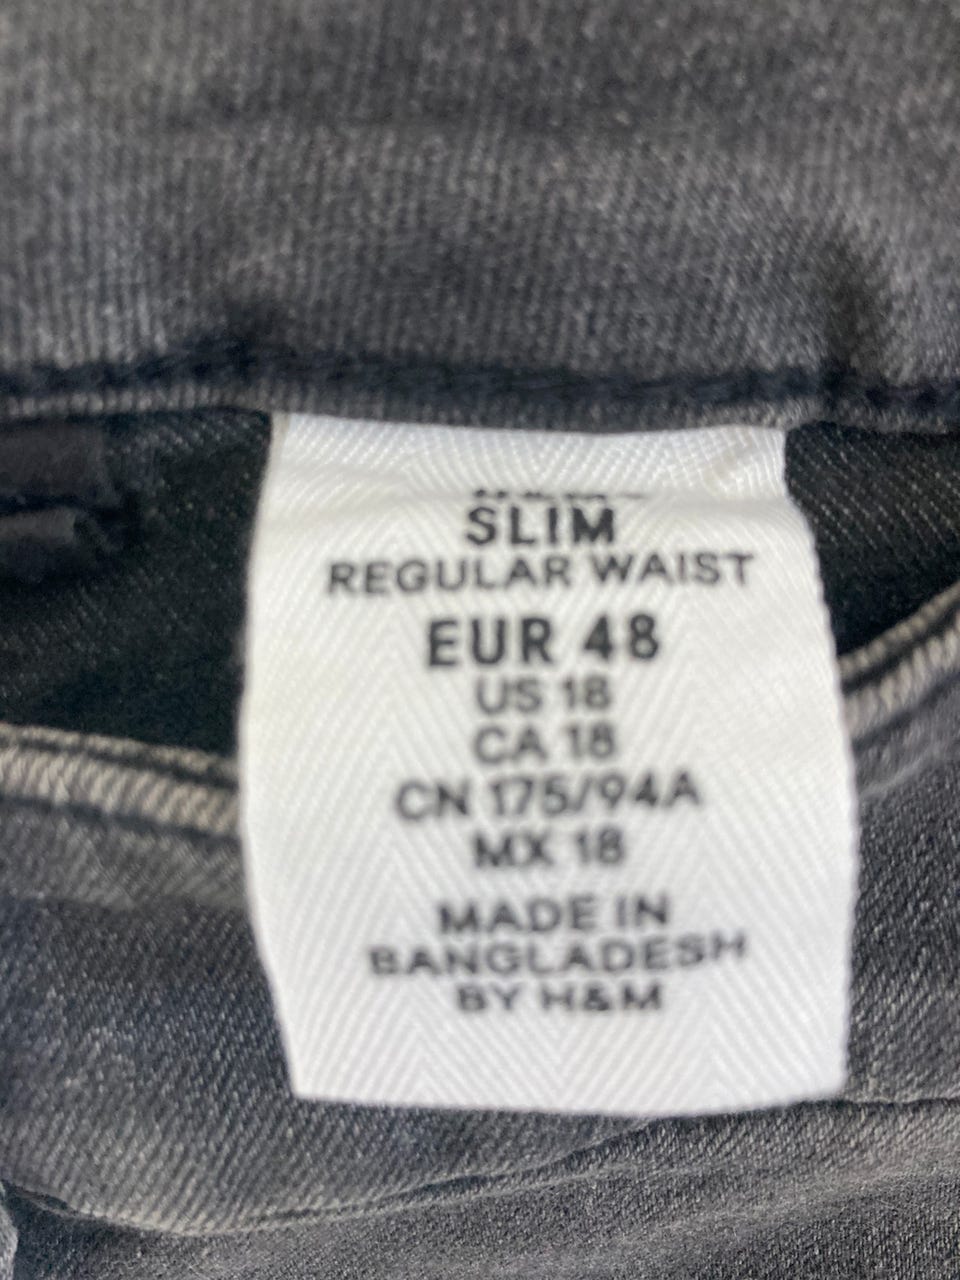 SLIM
REGULAR WAIST
EUR 48
US 18
CA 18
CN 175/94A
MX 18
MADE IN
BANGLADESH
BY H&M